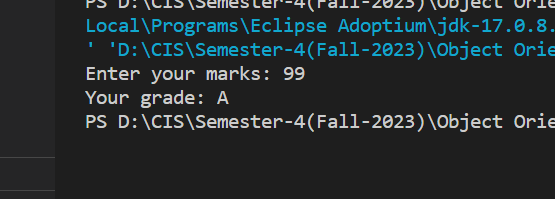 PS D:\CIS\Semester-4(Fall-2023)\Object Orie
Local\Programs\Eclipse Adoptium\jdk-17.0.8.
' 'D:\CIS\Semester-4(Fall-2023)\Object Orie
Enter your marks: 99
Your grade: A
PS D:\CIS\Semester-4(Fall-2023)\Object Orie